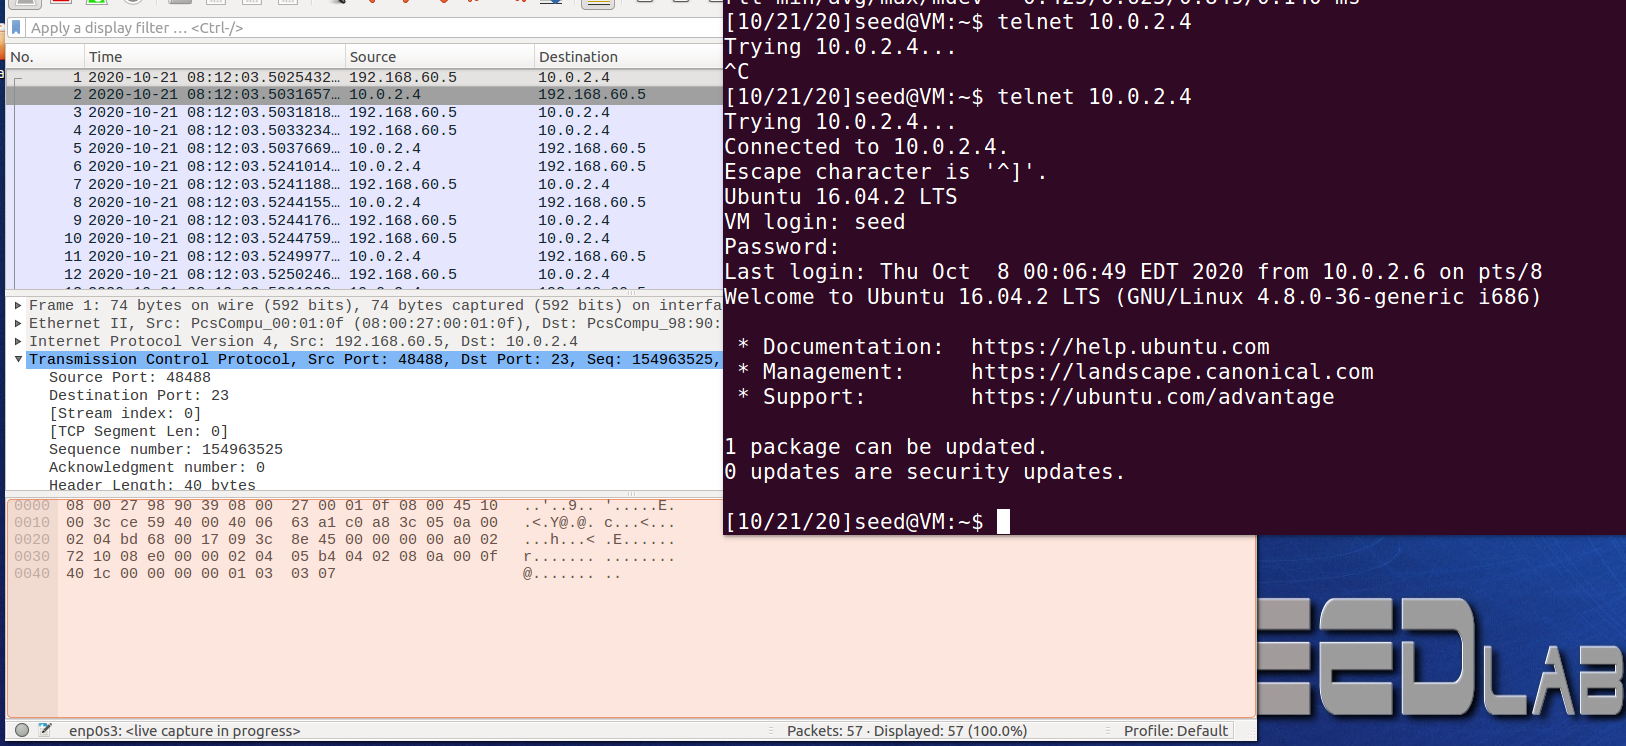 Apply a display filter … <Ctrl-/>
No. Time Source Destination
1 2020-10-21 08:12:03.5025432… 192.168.60.5 10.0.2.4
2 2020-10-21 08:12:03.5031657… 10.0.2.4 192.168.60.5
3 2020-10-21 08:12:03.5031818… 192.168.60.5 10.0.2.4
4 2020-10-21 08:12:03.5033234… 192.168.60.5 10.0.2.4
5 2020-10-21 08:12:03.5037669… 10.0.2.4 192.168.60.5
6 2020-10-21 08:12:03.5241014… 10.0.2.4 192.168.60.5
7 2020-10-21 08:12:03.5241188… 192.168.60.5 10.0.2.4
8 2020-10-21 08:12:03.5244155… 10.0.2.4 192.168.60.5
9 2020-10-21 08:12:03.5244176… 192.168.60.5 10.0.2.4
10 2020-10-21 08:12:03.5244759… 192.168.60.5 10.0.2.4
11 2020-10-21 08:12:03.5249977… 10.0.2.4 192.168.60.5
12 2020-10-21 08:12:03.5250246… 192.168.60.5 10.0.2.4
Frame 1: 74 bytes on wire (592 bits), 74 bytes captured (592 bits) on interfa
Ethernet II, Src: PcsCompu_00:01:0f (08:00:27:00:01:0f), Dst: PcsCompu_98:90:
Internet Protocol Version 4, Src: 192.168.60.5, Dst: 10.0.2.4
Transmission Control Protocol, Src Port: 48488, Dst Port: 23, Seq: 154963525,
Source Port: 48488
Destination Port: 23
[Stream index: 0]
[TCP Segment Len: 0]
Sequence number: 154963525
Acknowledgment number: 0
Header Length: 40 bytes
0000 08 00 27 98 90 39 08 00 27 00 01 0f 08 00 45 10 ..'..9.. '.....E.
0010 00 3c ce 59 40 00 40 06 63 a1 c0 a8 3c 05 0a 00 .<.Y@.@. c...<...
0020 02 04 bd 68 00 17 09 3c 8e 45 00 00 00 00 a0 02 ...h...< .E......
0030 72 10 08 e0 00 00 02 04 05 b4 04 02 08 0a 00 0f r....... ........
0040 40 1c 00 00 00 00 01 03 03 07 @....... ..
enp0s3: <live capture in progress> Packets: 57 · Displayed: 57 (100.0%) Profile: Default
[10/21/20]seed@VM:~$ telnet 10.0.2.4
Trying 10.0.2.4...
^C
[10/21/20]seed@VM:~$ telnet 10.0.2.4
Trying 10.0.2.4...
Connected to 10.0.2.4.
Escape character is '^]'.
Ubuntu 16.04.2 LTS
VM login: seed
Password:
Last login: Thu Oct  8 00:06:49 EDT 2020 from 10.0.2.6 on pts/8
Welcome to Ubuntu 16.04.2 LTS (GNU/Linux 4.8.0-36-generic i686)
* Documentation:  https://help.ubuntu.com
* Management:     https://landscape.canonical.com
* Support:        https://ubuntu.com/advantage
1 package can be updated.
0 updates are security updates.
[10/21/20]seed@VM:~$
EED LAB